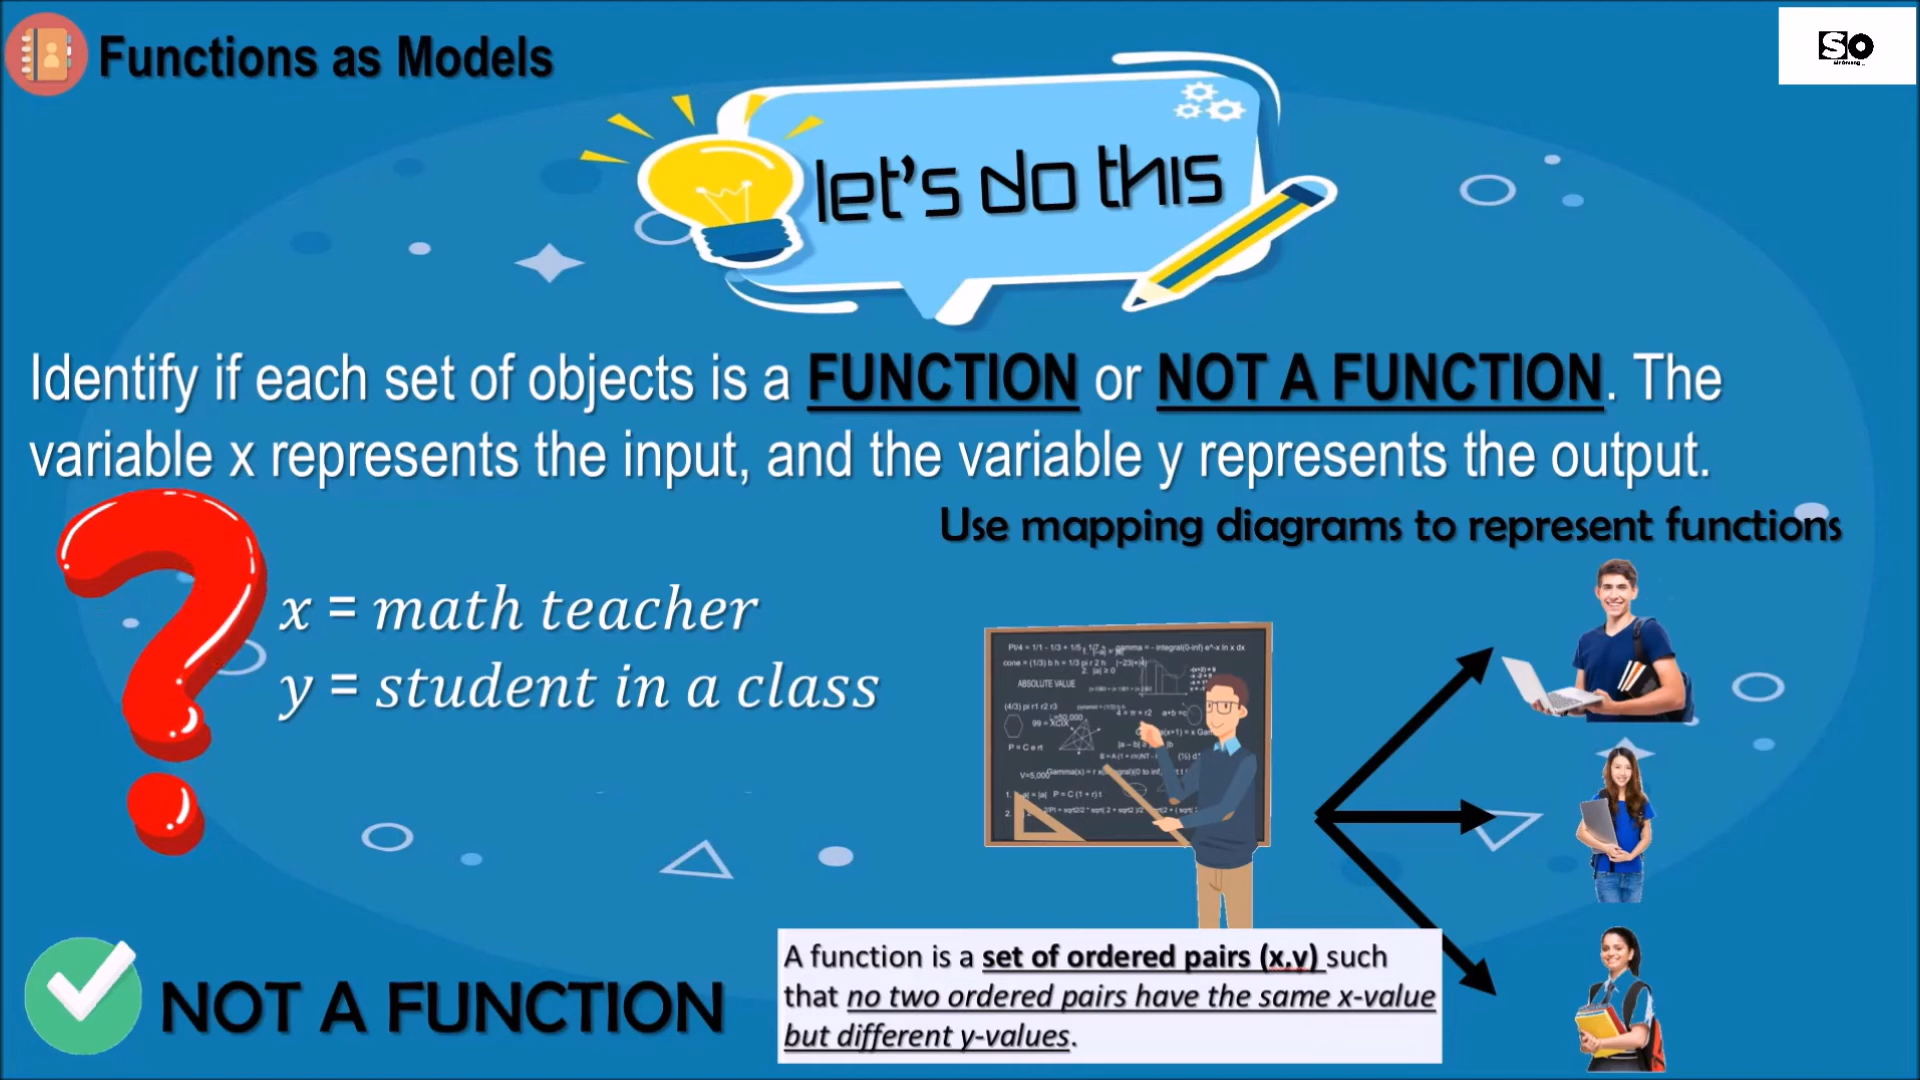 Functions as Models
SO
let's do this
Identify if each set of objects is a FUNCTION or NOT A FUNCTION. The
variable x represents the input, and the variable y represents the output.
Use mapping diagrams to represent functions
x = math teacher
y = student in a class
ABSOLUTE VALUE
NOT A FUNCTION
A function is a set of ordered pairs (x,y) such
that no two ordered pairs have the same x-value
but different y-values.